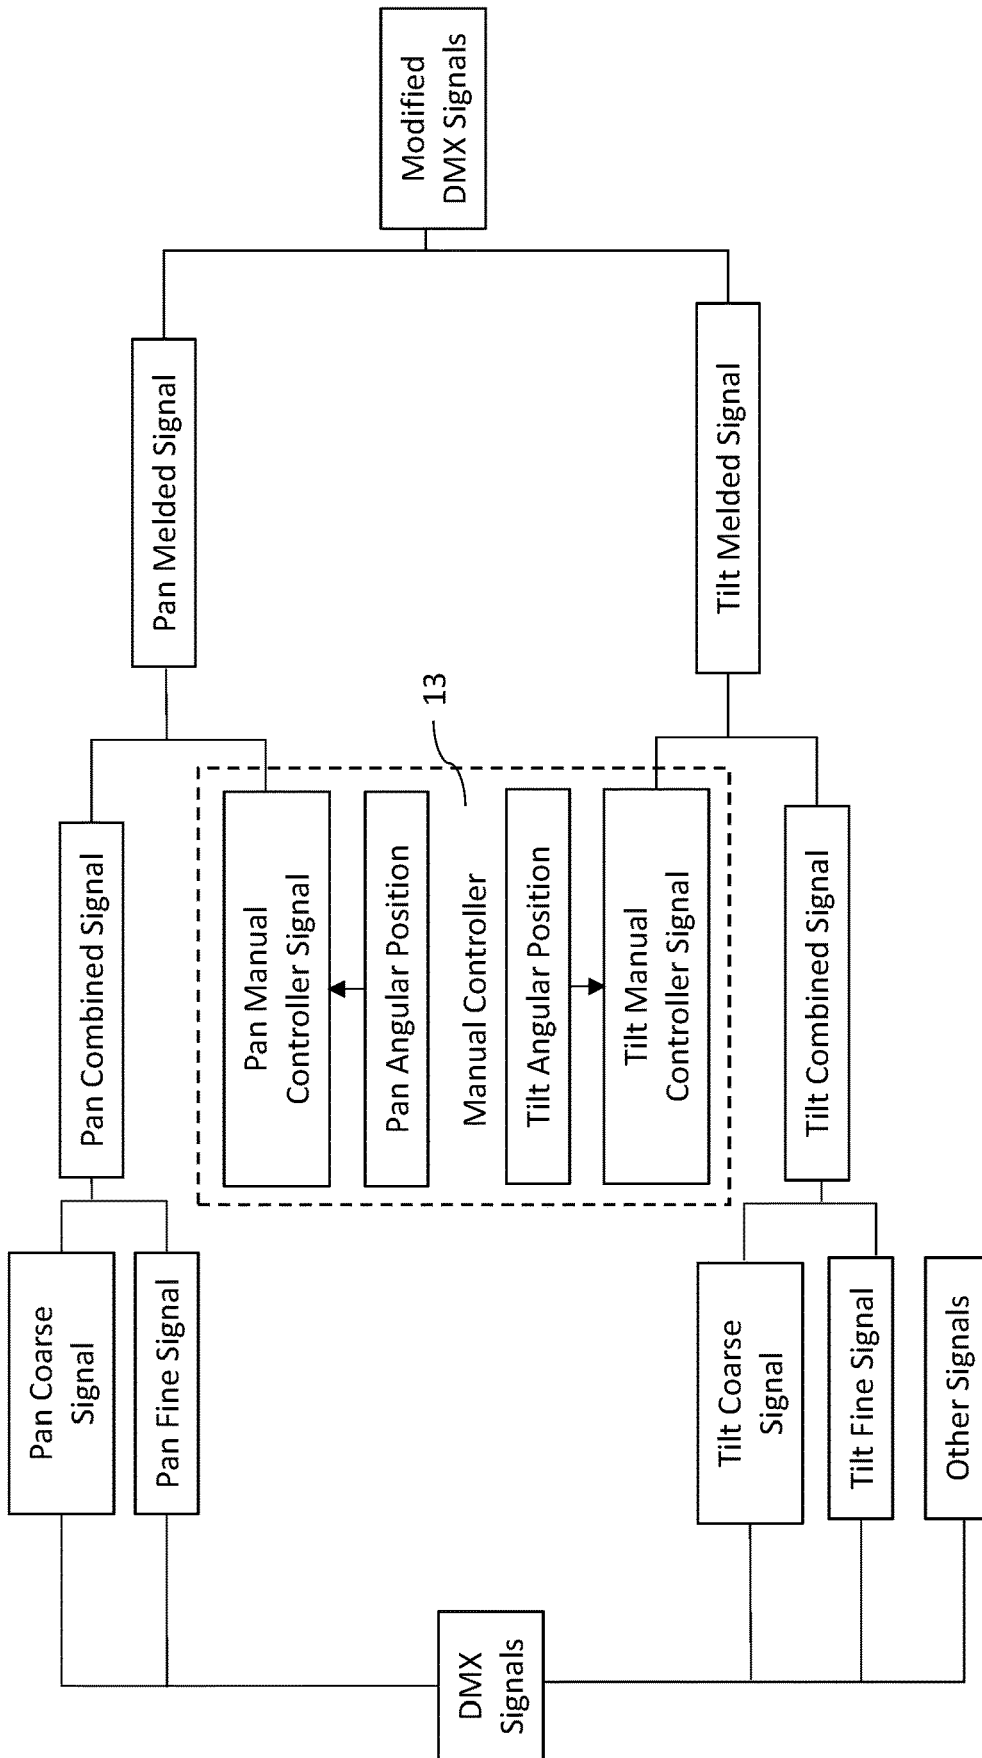 DMX
Signals
Pan Coarse
Signal
Pan Fine Signal
Tilt Coarse
Signal
Tilt Fine Signal
Other Signals
Pan Combined Signal
Pan Manual
Controller Signal
Pan Angular Position
Manual Controller
Tilt Angular Position
Tilt Manual
Controller Signal
Tilt Combined Signal
13
Pan Melded Signal
Tilt Melded Signal
Modified
DMX Signals